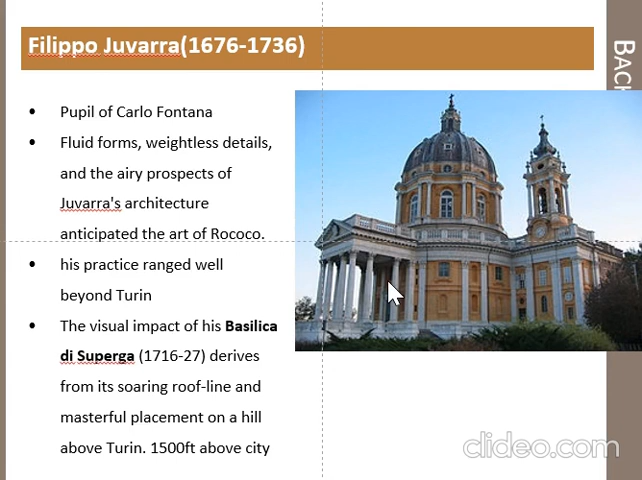 Filippo Juvarra(1676-1736)
BACK
• Pupil of Carlo Fontana
• Fluid forms, weightless details,
and the airy prospects of
Juvarra's architecture
anticipated the art of Rococo.
• his practice ranged well
beyond Turin
• The visual impact of his Basilica
di Superga (1716-27) derives
from its soaring roof-line and
masterful placement on a hill
above Turin. 1500ft above city
clideo.com